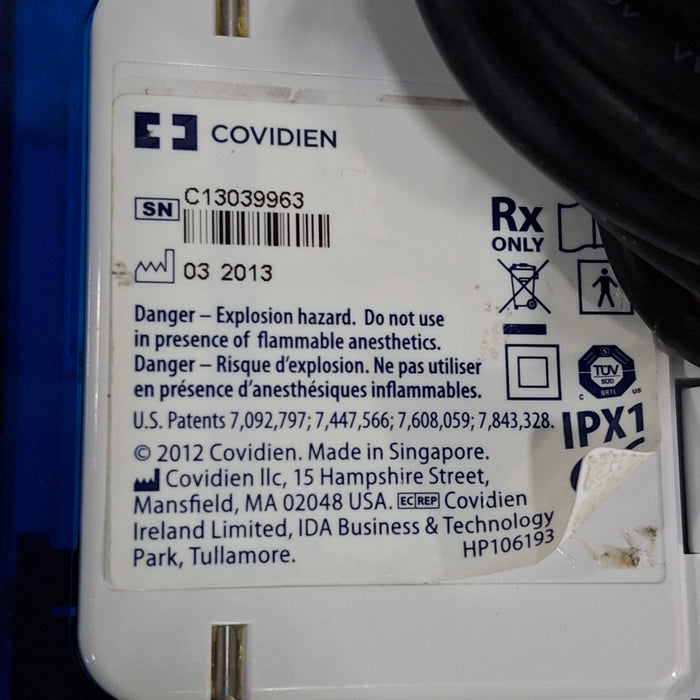 COVIDIEN
SN C13039963
03 2013
Rx
ONLY
Danger – Explosion hazard. Do not use
in presence of flammable anesthetics.
Danger – Risque d'explosion. Ne pas utiliser
en présence d'anesthésiques inflammables.
TÜV
SÜD
NRTL
C US
U.S. Patents 7,092,797; 7,447,566; 7,608,059; 7,843,328.
IPX1
© 2012 Covidien. Made in Singapore.
Covidien llc, 15 Hampshire Street,
Mansfield, MA 02048 USA. EC REP Covidien
Ireland Limited, IDA Business & Technology
Park, Tullamore.
HP106193